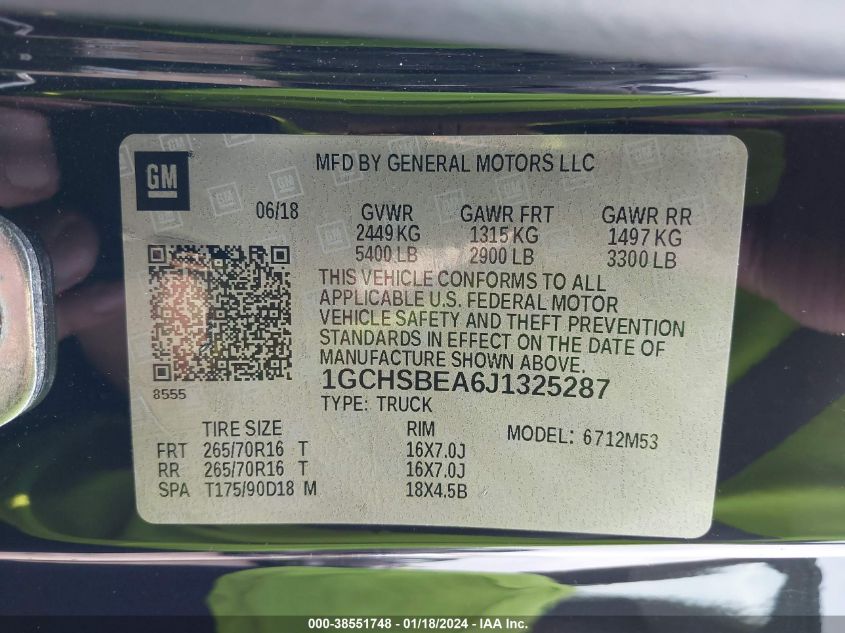 GM
MFD BY GENERAL MOTORS LLC
06/18
GVWR GAWR FRT GAWR RR
2449 KG 1315 KG 1497 KG
5400 LB 2900 LB 3300 LB
THIS VEHICLE CONFORMS TO ALL
APPLICABLE U.S. FEDERAL MOTOR
VEHICLE SAFETY AND THEFT PREVENTION
STANDARDS IN EFFECT ON THE DATE OF
MANUFACTURE SHOWN ABOVE.
8555
1GCHSBEA6J1325287
TYPE: TRUCK
TIRE SIZE RIM MODEL: 6712M53
FRT 265/70R16 T 16X7.0J
RR 265/70R16 T 16X7.0J
SPA T175/90D18 M 18X4.5B
000-38551748 - 01/18/2024 - IAA Inc.